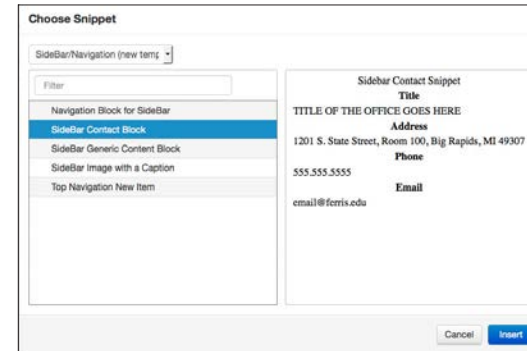 Choose Snippet
SideBar/Navigation (new temp
Filter
Navigation Block for SideBar
SideBar Contact Block
SideBar Generic Content Block
SideBar Image with a Caption
Top Navigation New Item
Sidebar Contact Snippet
Title
TITLE OF THE OFFICE GOES HERE
Address
1201 S. State Street, Room 100, Big Rapids, MI 49307
Phone
555.555.5555
Email
email@ferris.edu
Cancel
Insert